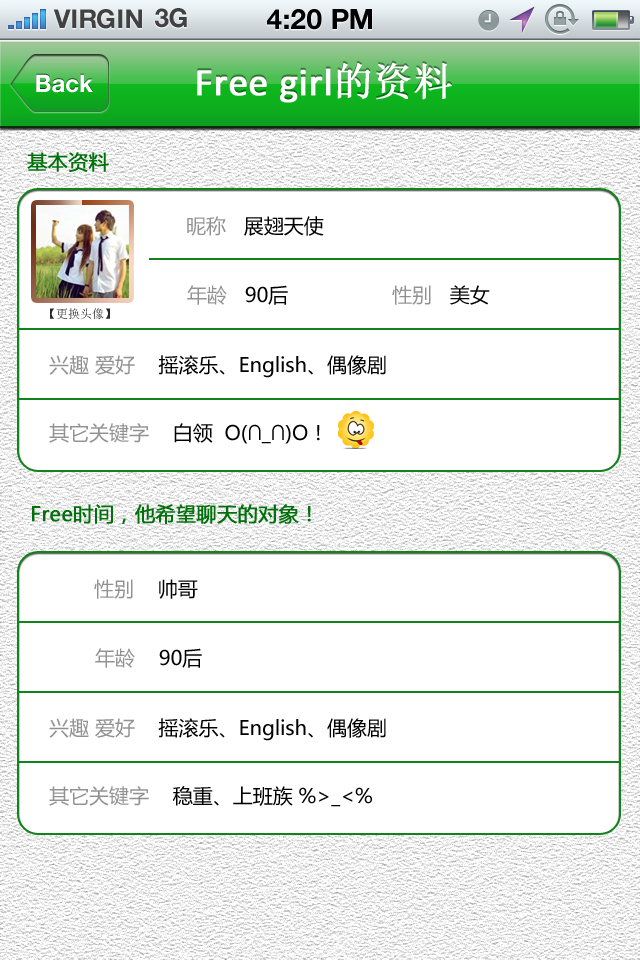 VIRGIN 3G 4:20 PM
Back Free girl的资料
基本资料
昵称 展翅天使
年龄 90后 性别 美女
【更换头像】
兴趣 爱好 摇滚乐、English、偶像剧
其它关键字 白领 O(∩_∩)O！
Free时间，他希望聊天的对象！
性别 帅哥
年龄 90后
兴趣 爱好 摇滚乐、English、偶像剧
其它关键字 稳重、上班族 %>_<%